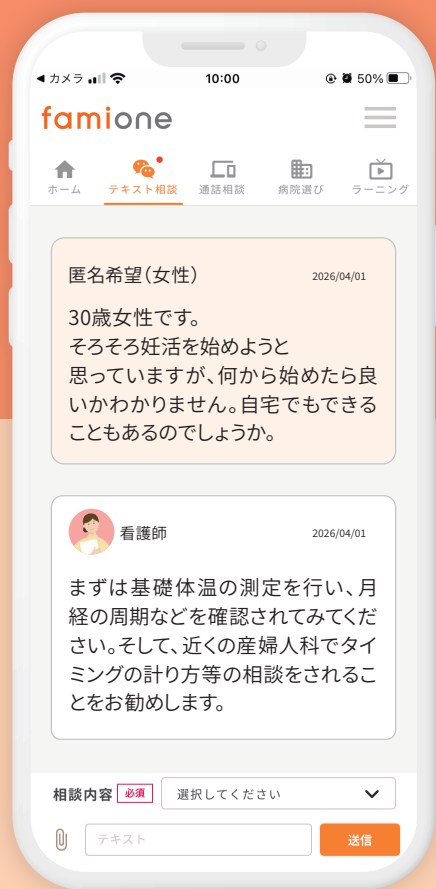 カメラ
10:00
50%
famione
ホーム
テキスト相談
通話相談
病院選び
ラーニング
匿名希望(女性)
2026/04/01
30歳女性です。
そろそろ妊活を始めようと
思っていますが、何から始めたら良
いかわかりません。自宅でもできる
こともあるのでしょうか。
看護師
2026/04/01
まずは基礎体温の測定を行い、月
経の周期などを確認されてみてくだ
さい。そして、近くの産婦人科でタイ
ミングの計り方等の相談をされるこ
とをお勧めします。
相談内容
必須
選択してください
テキスト
送信